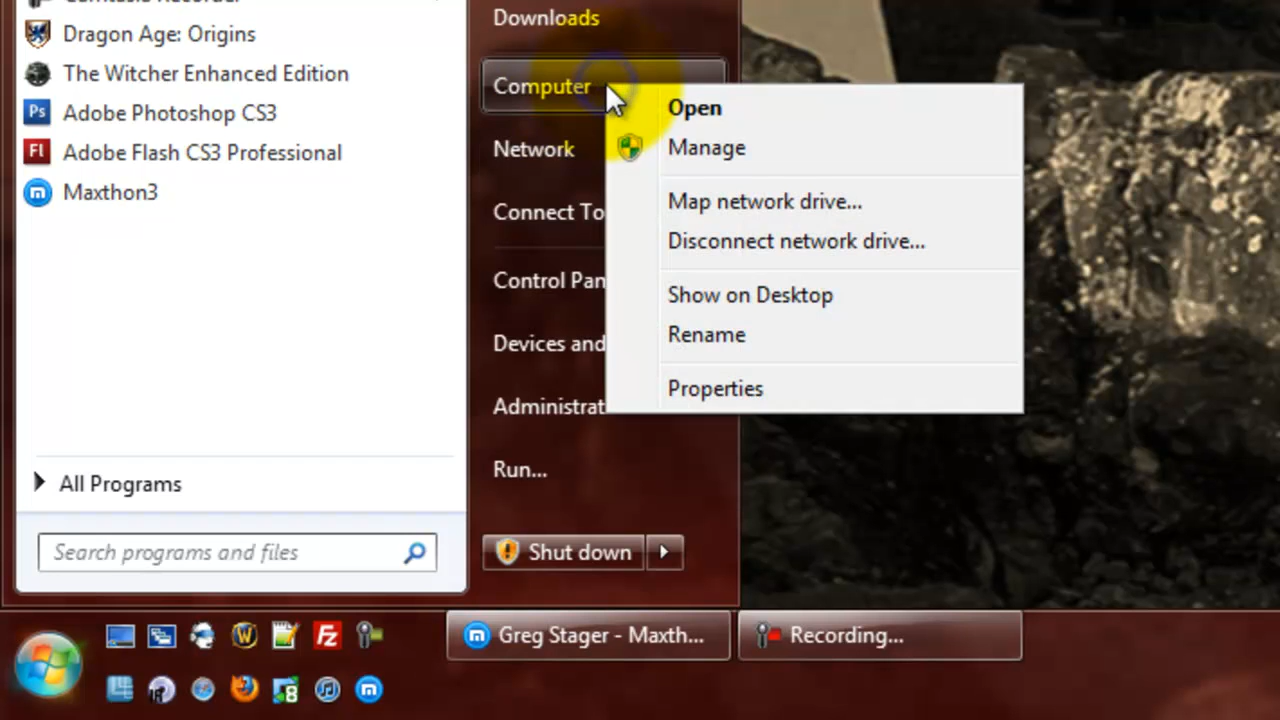 Camtasia Recorder
Dragon Age: Origins
The Witcher Enhanced Edition
Adobe Photoshop CS3
Adobe Flash CS3 Professional
Maxthon3
All Programs
Search programs and files
Downloads
Computer
Network
Connect To
Control Pan
Devices and
Administrat
Run...
Shut down
Open
Manage
Map network drive...
Disconnect network drive...
Show on Desktop
Rename
Properties
Greg Stager - Maxth...
Recording...